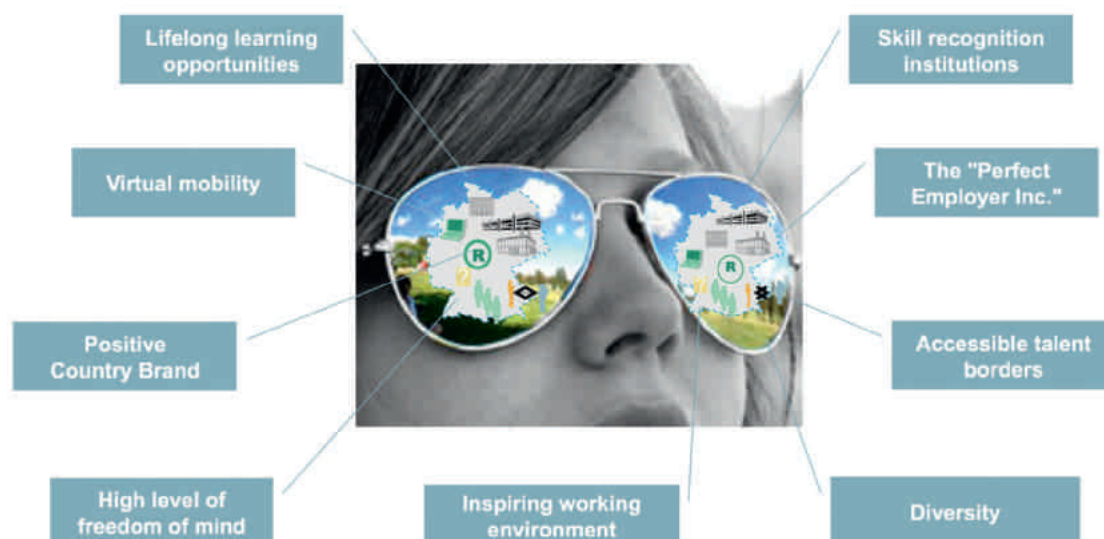 Lifelong learning
opportunities
Skill recognition
institutions
Virtual mobility
The "Perfect
Employer Inc."
R
R
Positive
Country Brand
Accessible talent
borders
High level of
freedom of mind
Inspiring working
environment
Diversity